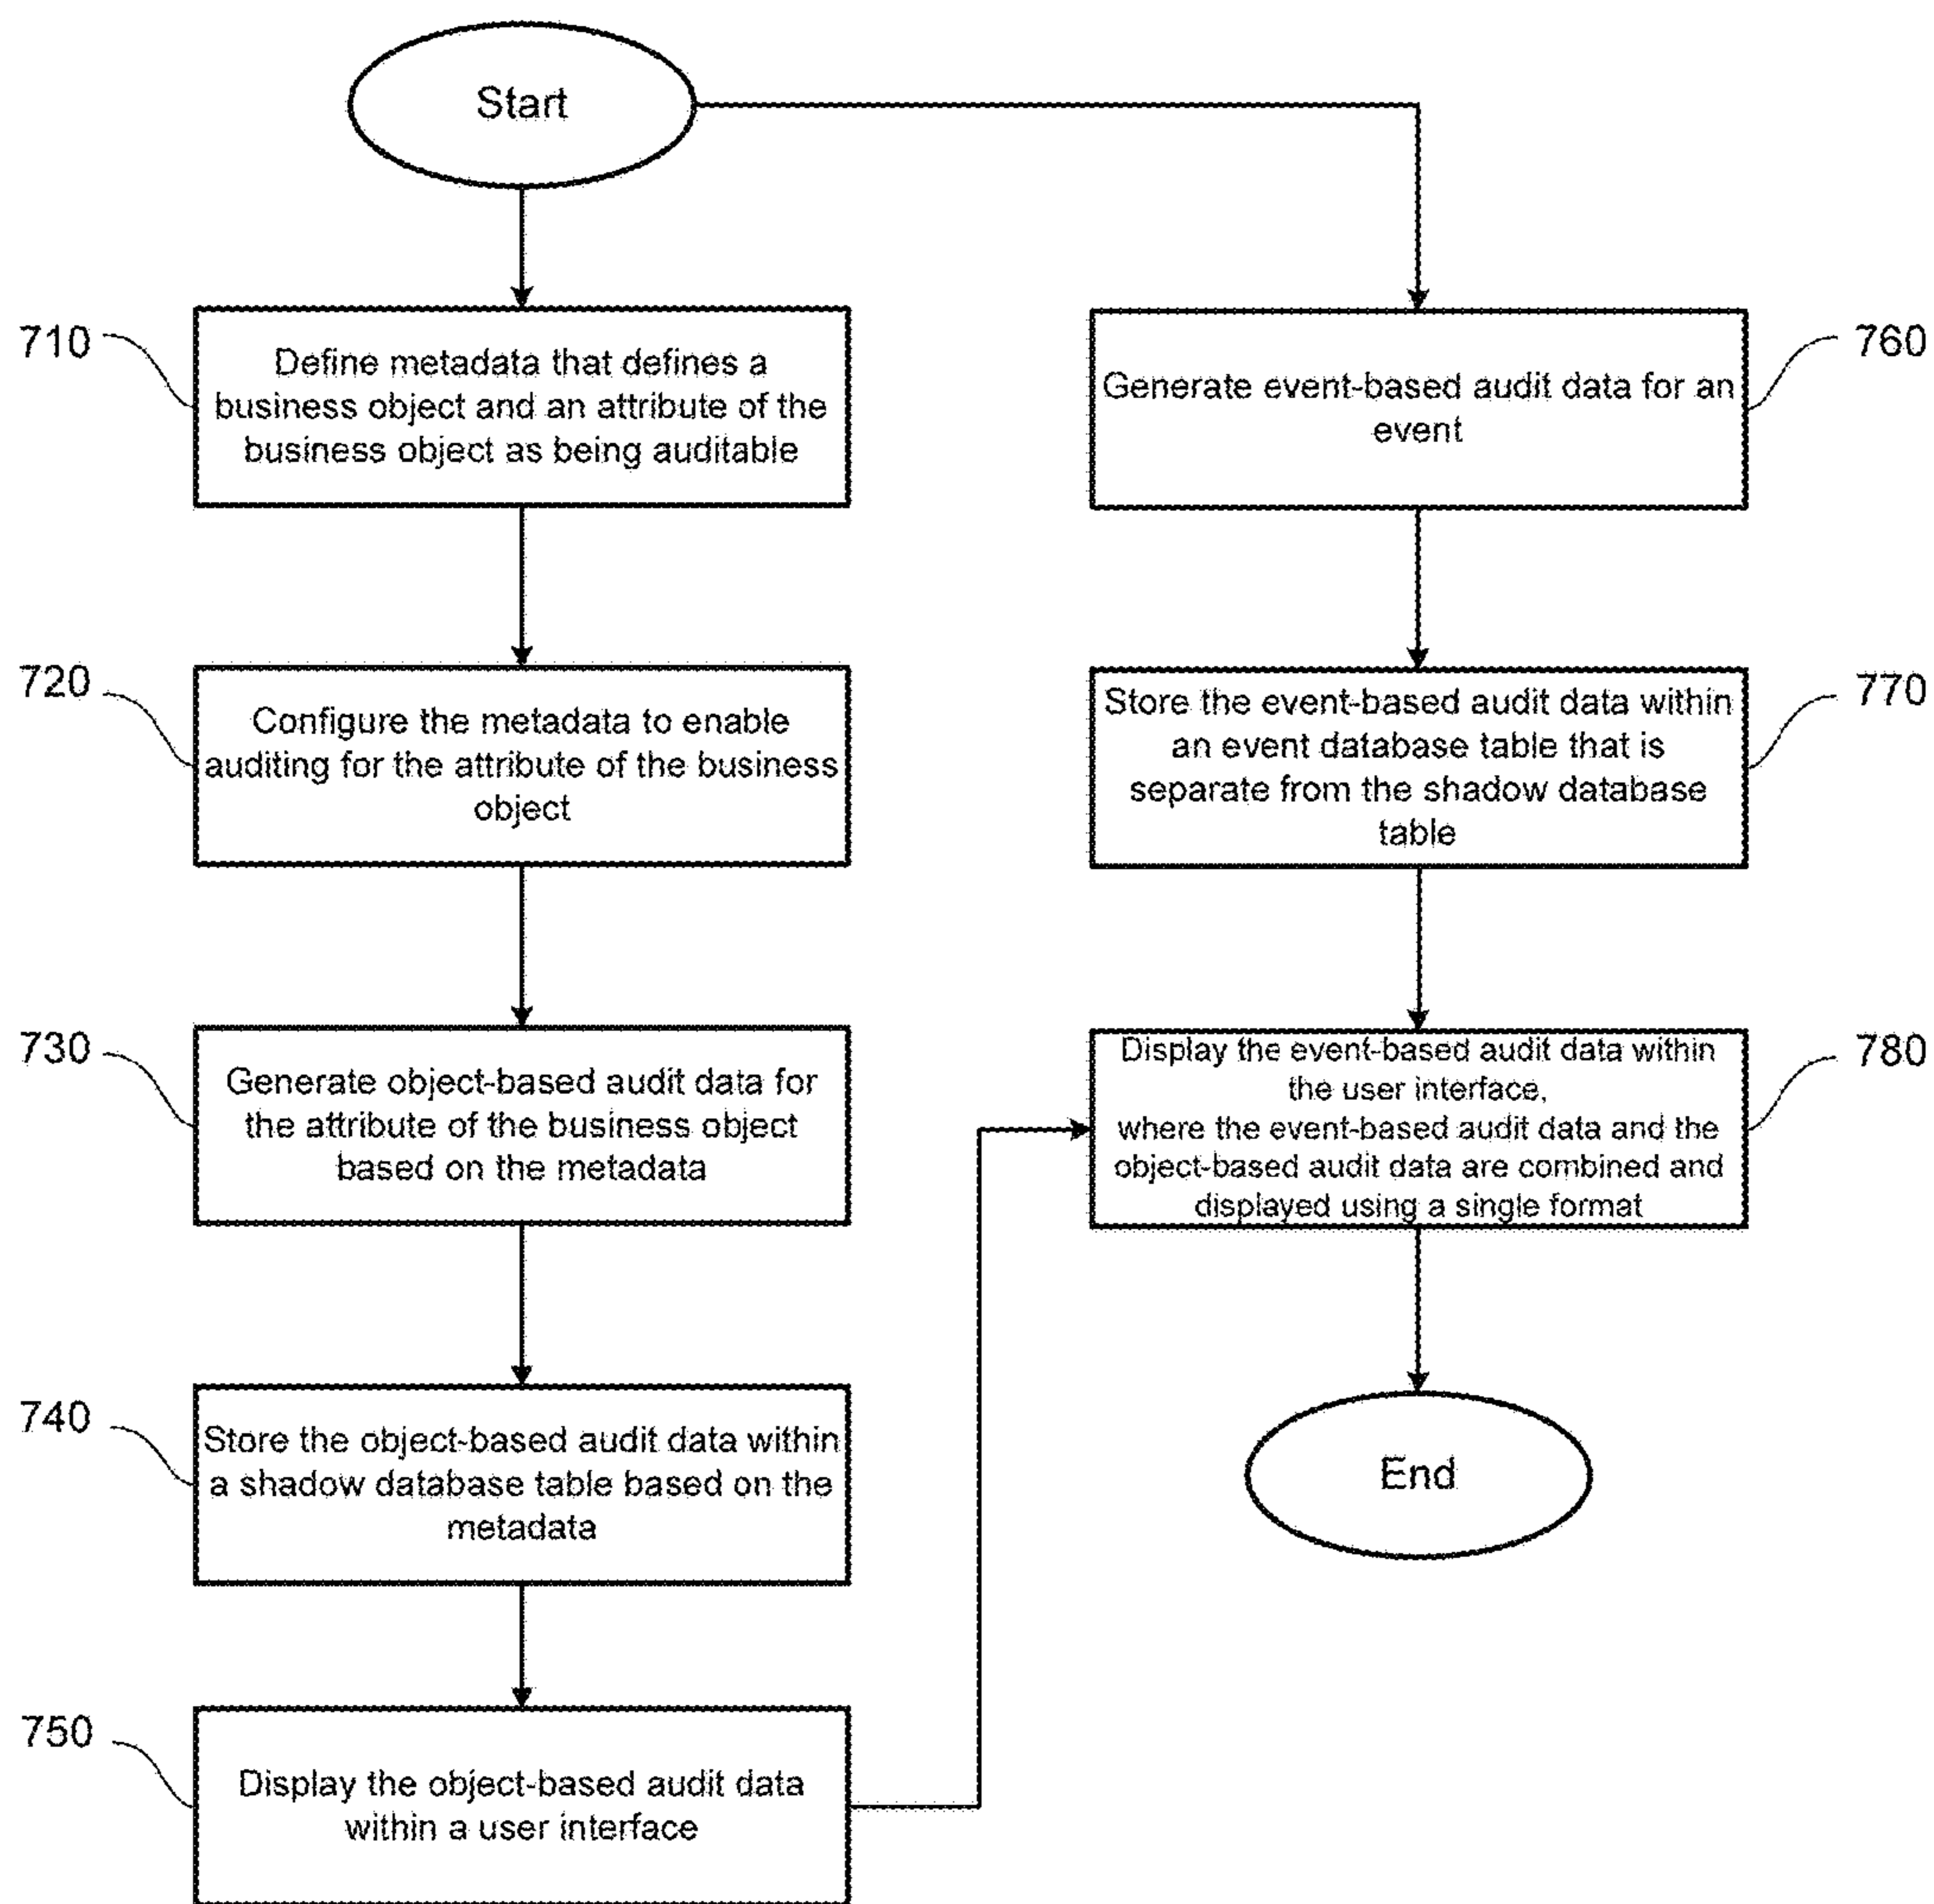 Start
710
Define metadata that defines a
business object and an attribute of the
business object as being auditable
720
Configure the metadata to enable
auditing for the attribute of the business
object
730
Generate object-based audit data for
the attribute of the business object
based on the metadata
740
Store the object-based audit data within
a shadow database table based on the
metadata
750
Display the object-based audit data
within a user interface
760
Generate event-based audit data for an
event
770
Store the event-based audit data within
an event database table that is
separate from the shadow database
table
780
Display the event-based audit data within
the user interface,
where the event-based audit data and the
object-based audit data are combined and
displayed using a single format
End